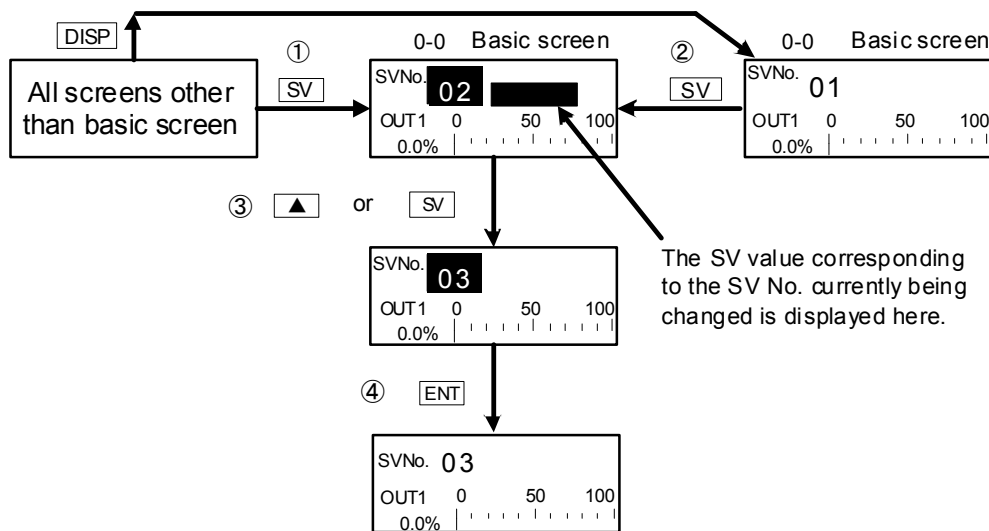 DISP
① SV
0-0 Basic screen
②
SV
0-0 Basic screen
All screens other
than basic screen
SVNo. 02
OUT1 0 50 100
0.0%
SVNo. 01
OUT1 0 50 100
0.0%
③ ▲ or SV
SVNo. 03
OUT1 0 50 100
0.0%
The SV value corresponding
to the SV No. currently being
changed is displayed here.
④ ENT
SVNo. 03
OUT1 0 50 100
0.0%